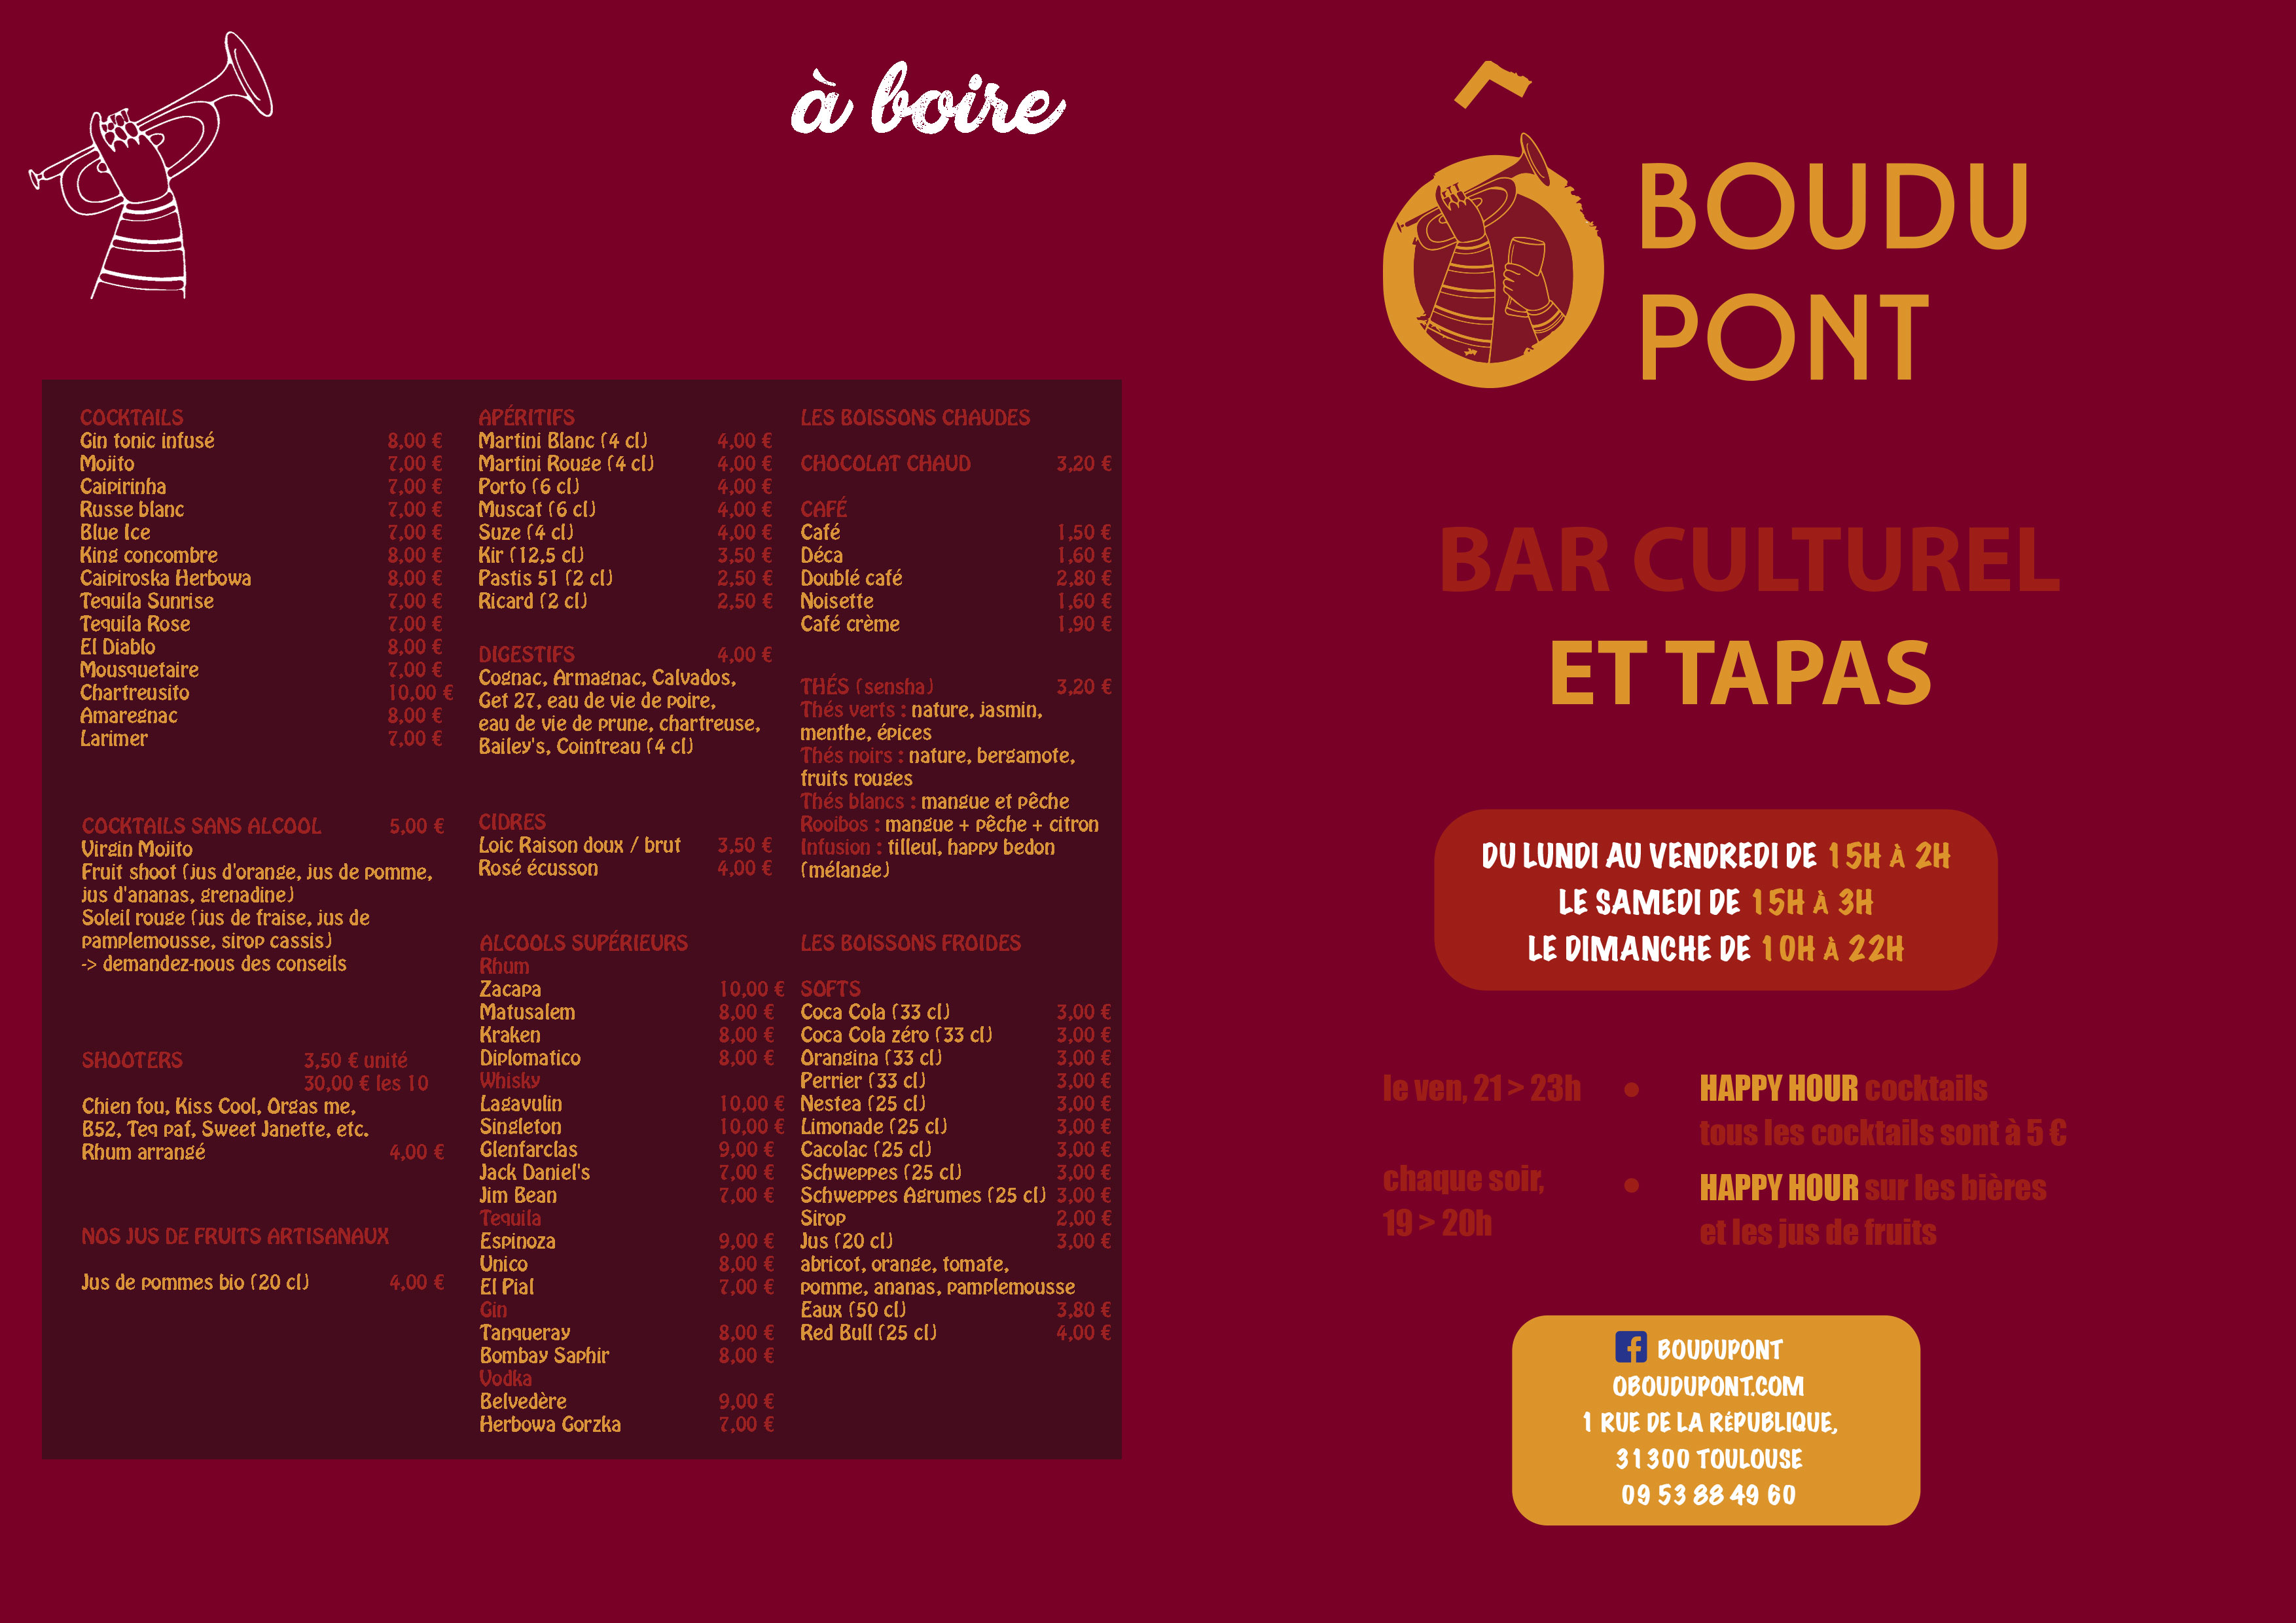 à boire
COCKTAILS
Gin tonic infusé 8,00 €
Mojito 7,00 €
Caipirinha 7,00 €
Russe blanc 7,00 €
Blue Ice 7,00 €
King concombre 8,00 €
Caipiroska Herbowa 8,00 €
Tequila Sunrise 7,00 €
Tequila Rose 7,00 €
El Diablo 8,00 €
Mousquetaire 7,00 €
Chartreusito 10,00 €
Amaregnac 8,00 €
Larimer 7,00 €
COCKTAILS SANS ALCOOL 5,00 €
Virgin Mojito
Fruit shoot (jus d'orange, jus de pomme,
jus d'ananas, grenadine)
Soleil rouge (jus de fraise, jus de
pamplemousse, sirop cassis)
-> demandez-nous des conseils
SHOOTERS 3,50 € unité
30,00 € les 10
Chien fou, Kiss Cool, Orgas me,
B52, Teq paf, Sweet Janette, etc.
Rhum arrangé 4,00 €
NOS JUS DE FRUITS ARTISANAUX
Jus de pommes bio (20 cl) 4,00 €
APÉRITIFS
Martini Blanc (4 cl) 4,00 €
Martini Rouge (4 cl) 4,00 €
Porto (6 cl) 4,00 €
Muscat (6 cl) 4,00 €
Suze (4 cl) 4,00 €
Kir (12,5 cl) 3,50 €
Pastis 51 (2 cl) 2,50 €
Ricard (2 cl) 2,50 €
DIGESTIFS 4,00 €
Cognac, Armagnac, Calvados,
Get 27, eau de vie de poire,
eau de vie de prune, chartreuse,
Bailey's, Cointreau (4 cl)
CIDRES
Loic Raison doux / brut 3,50 €
Rosé écusson 4,00 €
ALCOOLS SUPÉRIEURS
Rhum
Zacapa 10,00 €
Matusalem 8,00 €
Kraken 8,00 €
Diplomatico 8,00 €
Whisky
Lagavulin 10,00 €
Singleton 10,00 €
Glenfarclas 9,00 €
Jack Daniel's 7,00 €
Jim Bean 7,00 €
Tequila
Espinoza 9,00 €
Unico 8,00 €
El Pial 7,00 €
Gin
Tanqueray 8,00 €
Bombay Saphir 8,00 €
Vodka
Belvedère 9,00 €
Herbowa Gorzka 7,00 €
LES BOISSONS CHAUDES
CHOCOLAT CHAUD 3,20 €
CAFÉ
Café 1,50 €
Déca 1,60 €
Doublé café 2,80 €
Noisette 1,60 €
Café crème 1,90 €
THÉS (sensha) 3,20 €
Thés verts : nature, jasmin,
menthe, épices
Thés noirs : nature, bergamote,
fruits rouges
Thés blancs : mangue et pêche
Rooibos : mangue + pêche + citron
Infusion : tilleul, happy bedon
(mélange)
LES BOISSONS FROIDES
SOFTS
Coca Cola (33 cl) 3,00 €
Coca Cola zéro (33 cl) 3,00 €
Orangina (33 cl) 3,00 €
Perrier (33 cl) 3,00 €
Nestea (25 cl) 3,00 €
Limonade (25 cl) 3,00 €
Cacolac (25 cl) 3,00 €
Schweppes (25 cl) 3,00 €
Schweppes Agrumes (25 cl) 3,00 €
Sirop 2,00 €
Jus (20 cl) 3,00 €
abricot, orange, tomate,
pomme, ananas, pamplemousse
Eaux (50 cl) 3,80 €
Red Bull (25 cl) 4,00 €
Ô BOUDU
PONT
BAR CULTUREL
ET TAPAS
DU LUNDI AU VENDREDI DE 15H À 2H
LE SAMEDI DE 15H À 3H
LE DIMANCHE DE 10H À 22H
le ven, 21 > 23h • HAPPY HOUR cocktails
tous les cocktails sont à 5 €
chaque soir, • HAPPY HOUR sur les bières
19 > 20h et les jus de fruits
BOUDUPONT
OBOUDUPONT.COM
1 RUE DE LA RÉPUBLIQUE,
31300 TOULOUSE
09 53 88 49 60